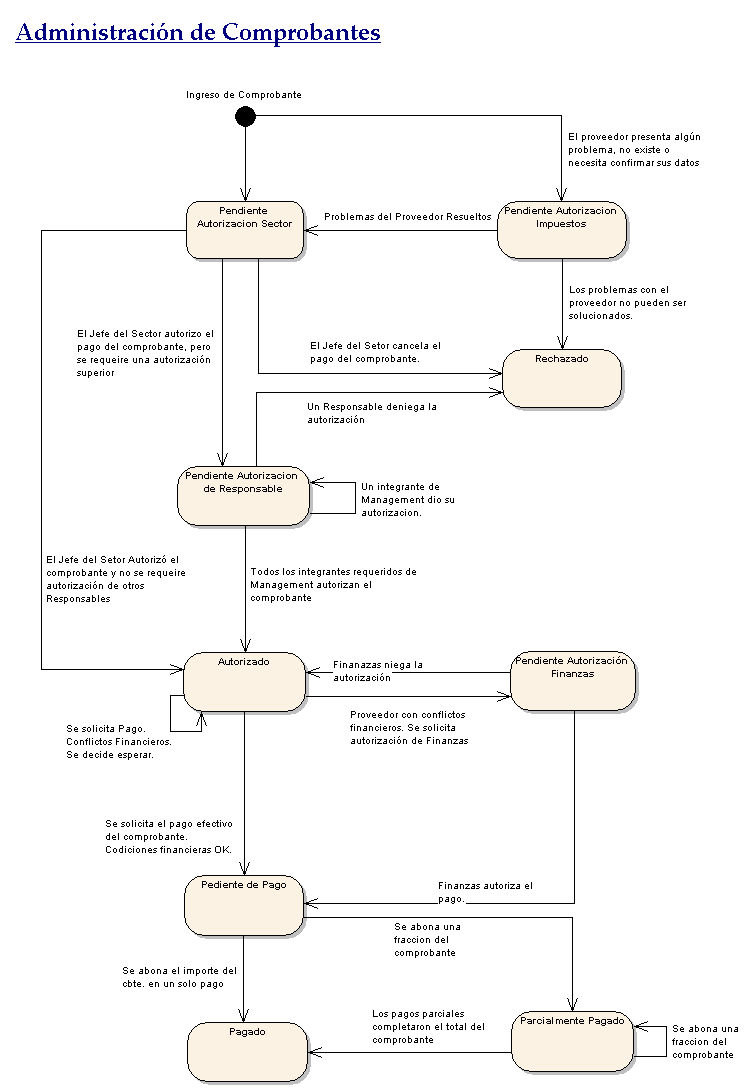 Administración de Comprobantes
Ingreso de Comprobante
El proveedor presenta algún
problema, no existe o
necesita confirmar sus datos
Pendiente
Autorizacion Sector
Problemas del Proveedor Resueltos
Pendiente Autorizacion
Impuestos
Los problemas con el
proveedor no pueden ser
solucionados.
El Jefe del Sector autorizo el
pago del comprobante, pero
se requeire una autorización
superior
El Jefe del Setor cancela el
pago del comprobante.
Rechazado
Un Responsable deniega la
autorización
Pendiente Autorizacion
de Responsable
Un integrante de
Management dio su
autorizacion.
El Jefe del Setor Autorizó el
comprobante y no se requeire
autorización de otros
Responsables
Todos los integrantes requeridos de
Management autorizan el
comprobante
Autorizado
Finanazas niega la
autorización
Pendiente Autorización
Finanzas
Se solicita Pago.
Conflictos Financieros.
Se decide esperar.
Proveedor con conflictos
financieros. Se solicita
autorización de Finanzas
Se solicita el pago efectivo
del comprobante.
Codiciones financieras OK.
Pediente de Pago
Finanzas autoriza el
pago.
Se abona una
fraccion del
comprobante
Se abona el importe del
cbte. en un solo pago
Los pagos parciales
completaron el total del
comprobante
Parcialmente Pagado
Se abona una
fraccion del
comprobante
Pagado